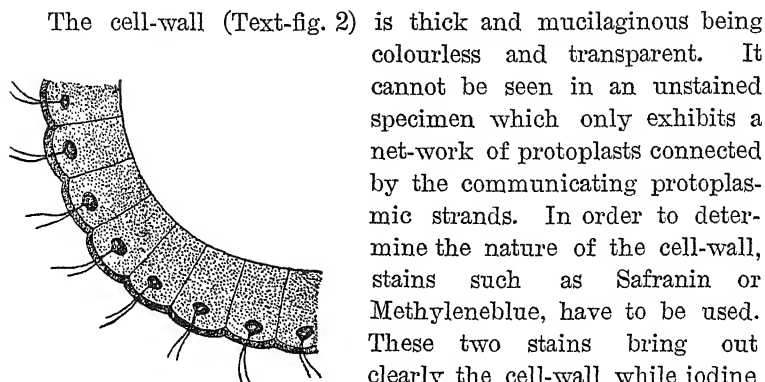 The cell-wall (Text-fig. 2) is thick and mucilaginous being
colourless and transparent. It
cannot be seen in an unstained
specimen which only exhibits a
net-work of protoplasts connected
by the communicating protoplas-
mic strands. In order to deter-
mine the nature of the cell-wall,
stains such as Safranin or
Methyleneblue, have to be used.
These two stains bring out
clearly the cell-wall while iodine